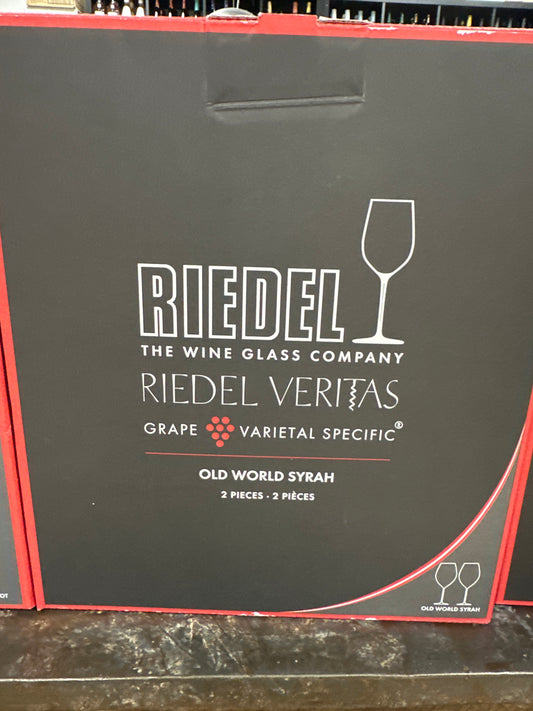 RIEDEL
THE WINE GLASS COMPANY
RIEDEL VERITAS
GRAPE VARIETAL SPECIFIC®
OLD WORLD SYRAH
2 PIECES · 2 PIÈCES
OLD WORLD SYRAH